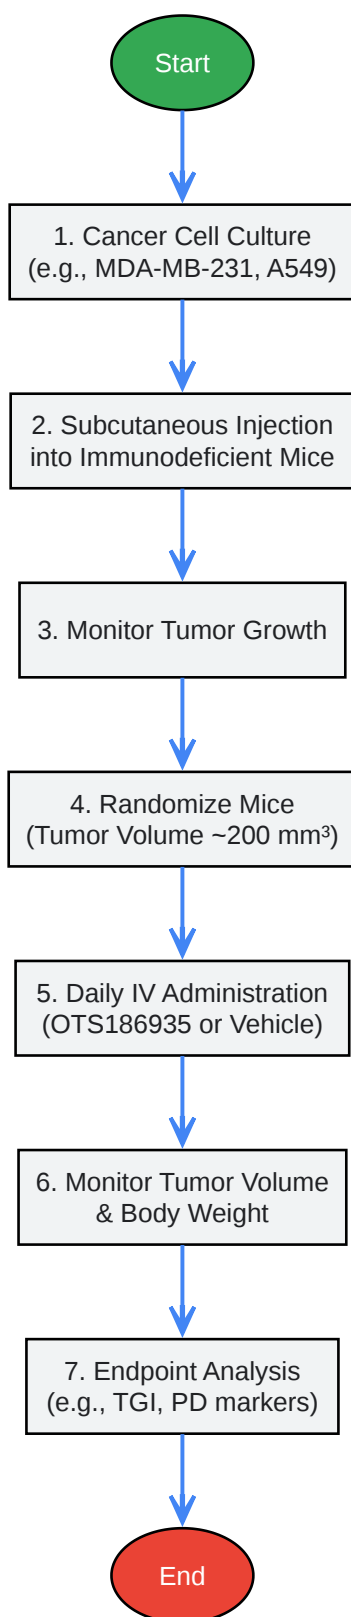 Start
1. Cancer Cell Culture
(e.g., MDA-MB-231, A549)
2. Subcutaneous Injection
into Immunodeficient Mice
3. Monitor Tumor Growth
4. Randomize Mice
(Tumor Volume ~200 mm³)
5. Daily IV Administration
(OTS186935 or Vehicle)
6. Monitor Tumor Volume
& Body Weight
7. Endpoint Analysis
(e.g., TGI, PD markers)
End